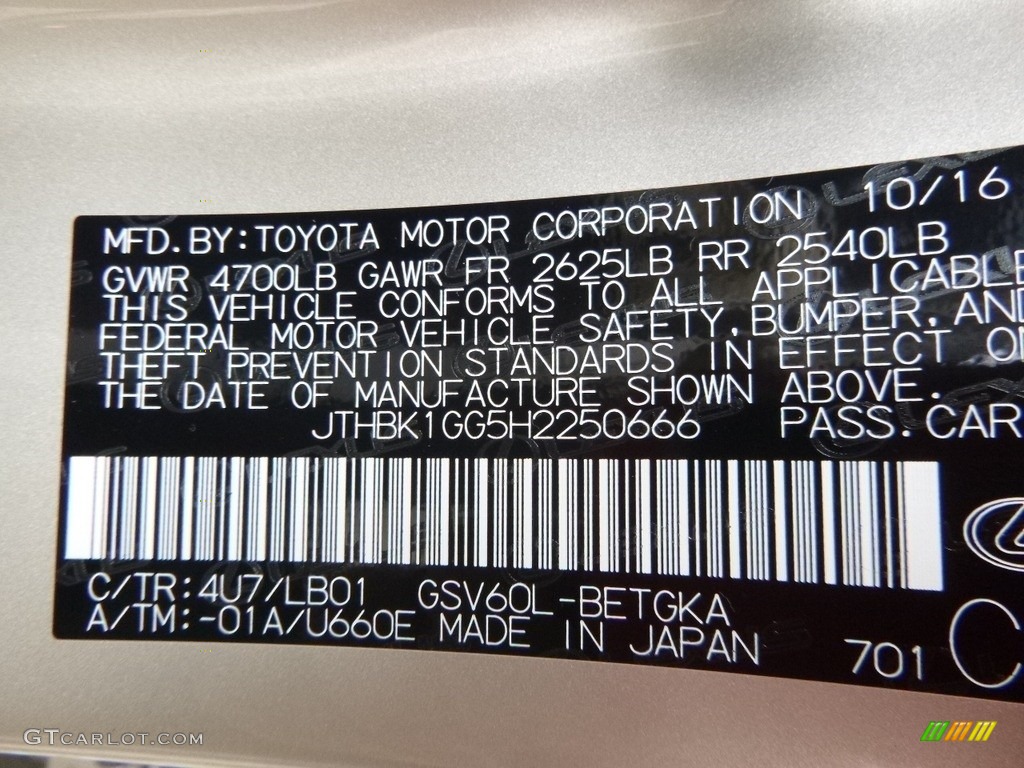 MFD.BY:TOYOTA MOTOR CORPORATION 10/16
GVWR 4700LB GAWR FR 2625LB RR 2540LB
THIS VEHICLE CONFORMS TO ALL APPLICABLE
FEDERAL MOTOR VEHICLE SAFETY,BUMPER,AND
THEFT PREVENTION STANDARDS IN EFFECT O
THE DATE OF MANUFACTURE SHOWN ABOVE.
JTHBK1GG5H2250666 PASS.CAR
C/TR:4U7/LB01 GSV60L-BETGKA
A/TM:-01A/U660E MADE IN JAPAN 701 C
GTCARLOT.COM